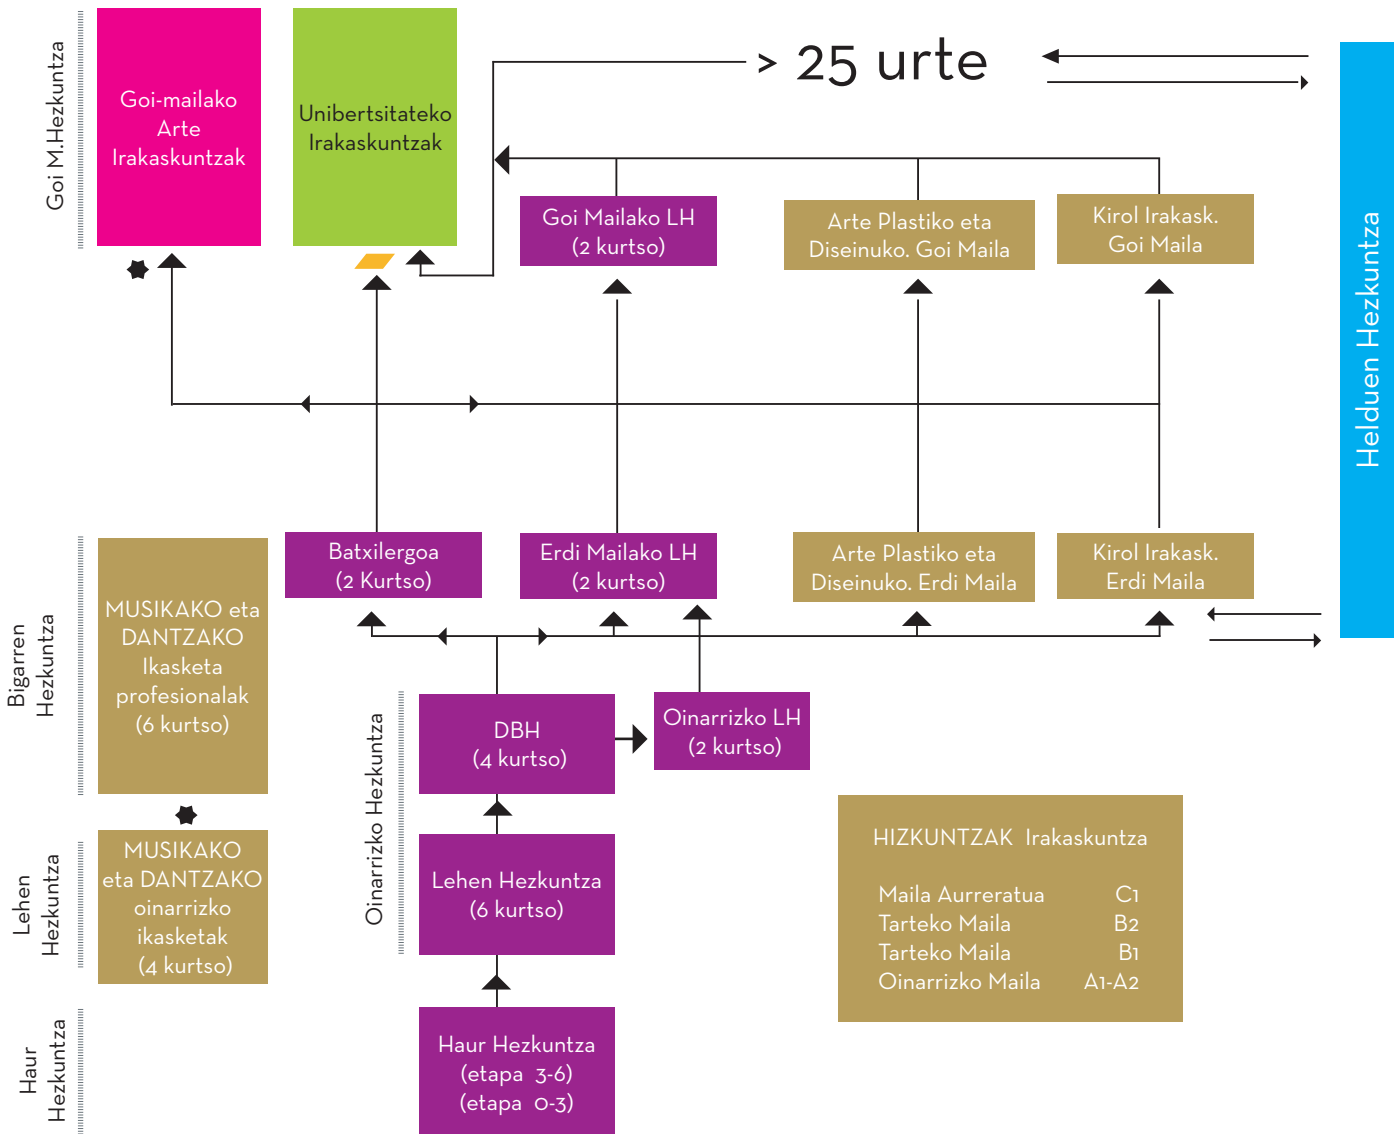 Goi M.Hezkuntza
Goi-mailako
Arte
Irakaskuntzak
Unibertsitateko
Irakaskuntzak
> 25 urte
Goi Mailako LH
(2 kurtso)
Arte Plastiko eta
Diseinuko. Goi Maila
Kirol Irakask.
Goi Maila
Helduen Hezkuntza
Bigarren
Hezkuntza
MUSIKAKO eta
DANTZAKO
Ikasketa
profesionalak
(6 kurtso)
Batxilergoa
(2 Kurtso)
Erdi Mailako LH
(2 kurtso)
Arte Plastiko eta
Diseinuko. Erdi Maila
Kirol Irakask.
Erdi Maila
Oinarrizko Hezkuntza
DBH
(4 kurtso)
Oinarrizko LH
(2 kurtso)
Lehen
Hezkuntza
MUSIKAKO
eta DANTZAKO
oinarrizko
ikasketak
(4 kurtso)
Lehen Hezkuntza
(6 kurtso)
HIZKUNTZAK Irakaskuntza
Maila Aurreratua C1
Tarteko Maila B2
Tarteko Maila B1
Oinarrizko Maila A1-A2
Haur
Hezkuntza
Haur Hezkuntza
(etapa 3-6)
(etapa 0-3)